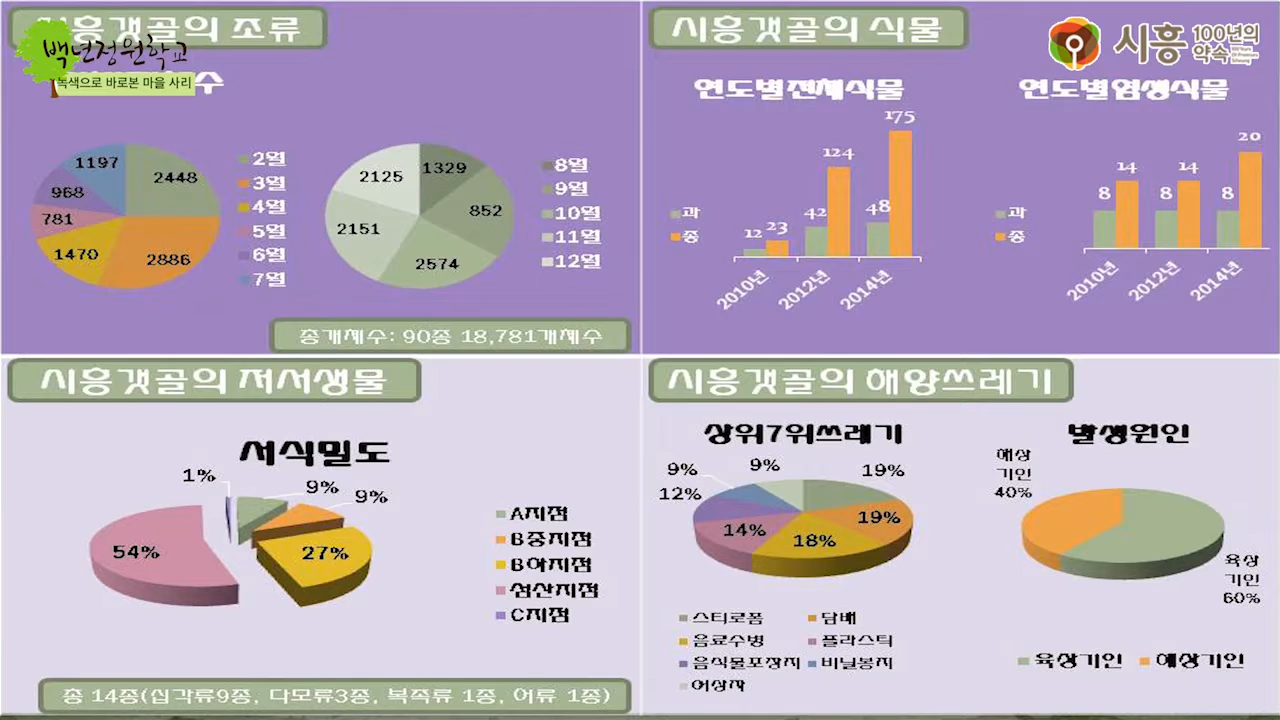 시흥갯골의 조류
백년정원학교
녹색으로 바로본 마을 사리
수
1197
2448
968
781
1470
2886
2월
3월
4월
5월
6월
7월
2125
1329
852
2151
2574
8월
9월
10월
11월
12월
총개체수: 90종 18,781개체수
시흥갯골의 식물
시흥 100년의 약속
연도별전체식물
175
124
42
48
12 23
과
종
2010년
2012년
2014년
연도별염생식물
20
14
14
8
8
8
과
종
2010년
2012년
2014년
시흥갯골의 저서생물
서식밀도
1%
9%
9%
54%
27%
A지점
B중지점
B하지점
섬산지점
C지점
총 14종(십각류9종, 다모류3종, 복족류 1종, 어류 1종)
시흥갯골의 해양쓰레기
상위7위쓰레기
9%
9%
19%
12%
14%
18%
19%
스티로폼
담배
음료수병
플라스틱
음식물포장지
비닐봉지
어상자
발생원인
해상
기인
40%
육상
기인
60%
육상기인
해상기인